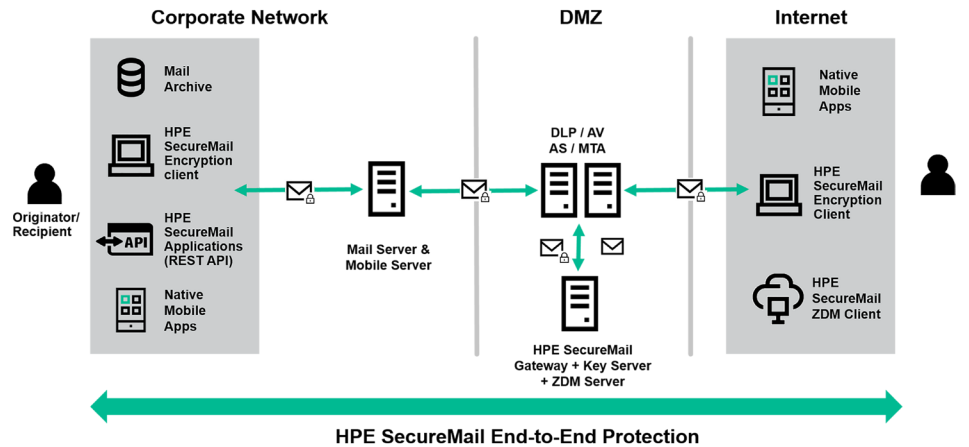 Corporate Network
DMZ
Internet
Mail
Archive
HPE
SecureMail
Encryption
client
API
HPE
SecureMail
Applications
(REST API)
Native
Mobile
Apps
Originator/
Recipient
Mail Server &
Mobile Server
DLP / AV
AS / MTA
HPE SecureMail
Gateway + Key Server
+ ZDM Server
Native
Mobile
Apps
HPE
SecureMail
Encryption
Client
HPE
SecureMail
ZDM Client
HPE SecureMail End-to-End Protection